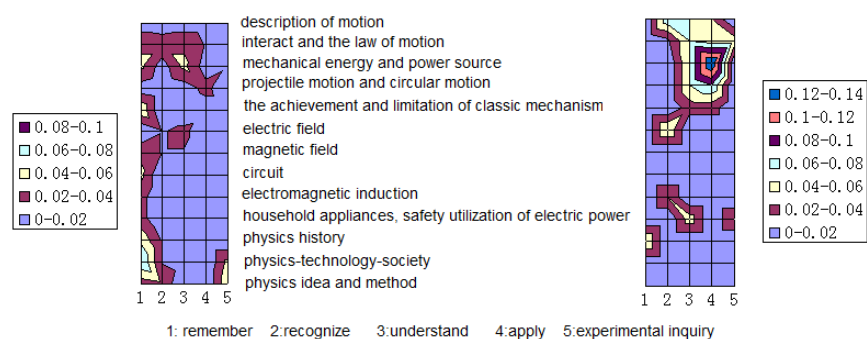 description of motion
interact and the law of motion
mechanical energy and power source
projectile motion and circular motion
the achievement and limitation of classic mechanism
electric field
magnetic field
circuit
electromagnetic induction
household appliances, safety utilization of electric power
physics history
physics-technology-society
physics idea and method
0.08-0.1
0.06-0.08
0.04-0.06
0.02-0.04
0-0.02
1 2 3 4 5
0.12-0.14
0.1-0.12
0.08-0.1
0.06-0.08
0.04-0.06
0.02-0.04
0-0.02
1 2 3 4 5
1: remember 2:recognize 3:understand 4:apply 5:experimental inquiry